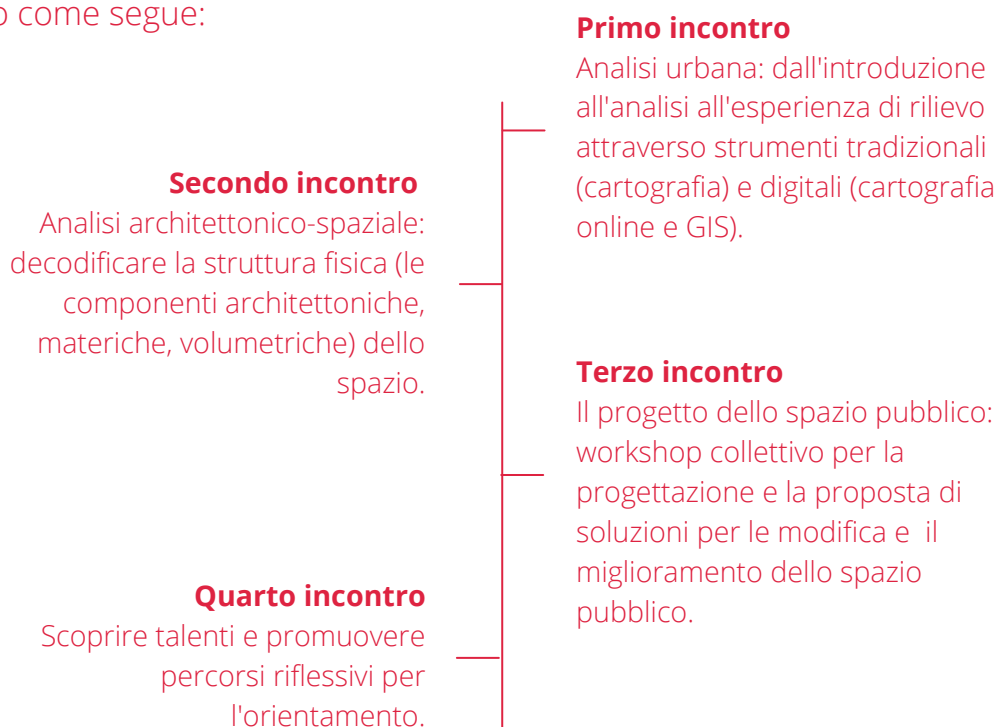 o come segue:
Primo incontro
Analisi urbana: dall'introduzione
all'analisi all'esperienza di rilievo
attraverso strumenti tradizionali
(cartografia) e digitali (cartografia
online e GIS).
Secondo incontro
Analisi architettonico-spaziale:
decodificare la struttura fisica (le
componenti architettoniche,
materiche, volumetriche) dello
spazio.
Terzo incontro
Il progetto dello spazio pubblico:
workshop collettivo per la
progettazione e la proposta di
soluzioni per le modifica e  il
miglioramento dello spazio
pubblico.
Quarto incontro
Scoprire talenti e promuovere
percorsi riflessivi per
l'orientamento.